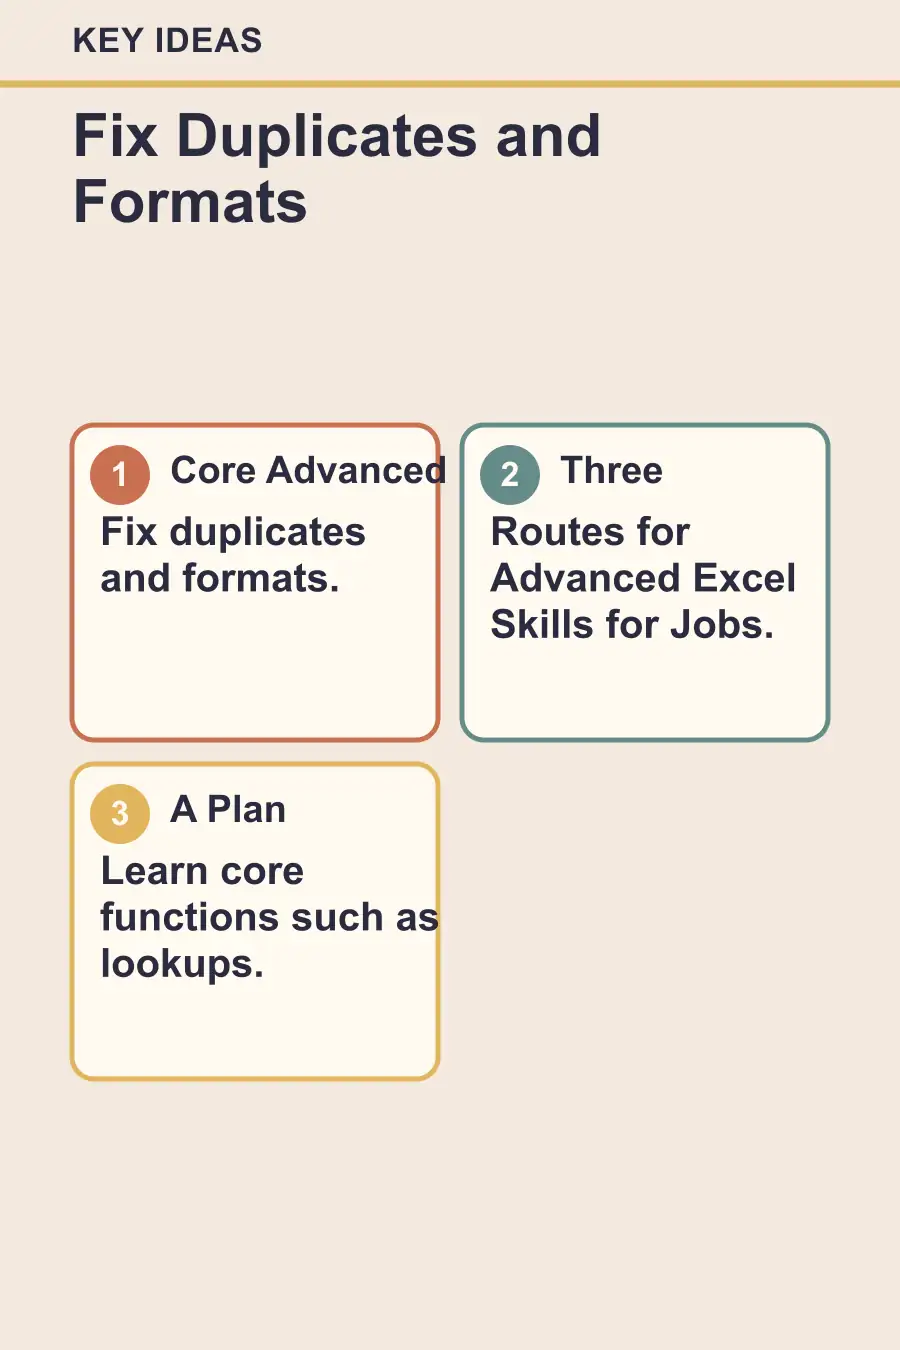 KEY IDEAS
Fix Duplicates and
Formats
1 Core Advanced
Fix duplicates
and formats.
2 Three
Routes for
Advanced Excel
Skills for Jobs.
3 A Plan
Learn core
functions such as
lookups.